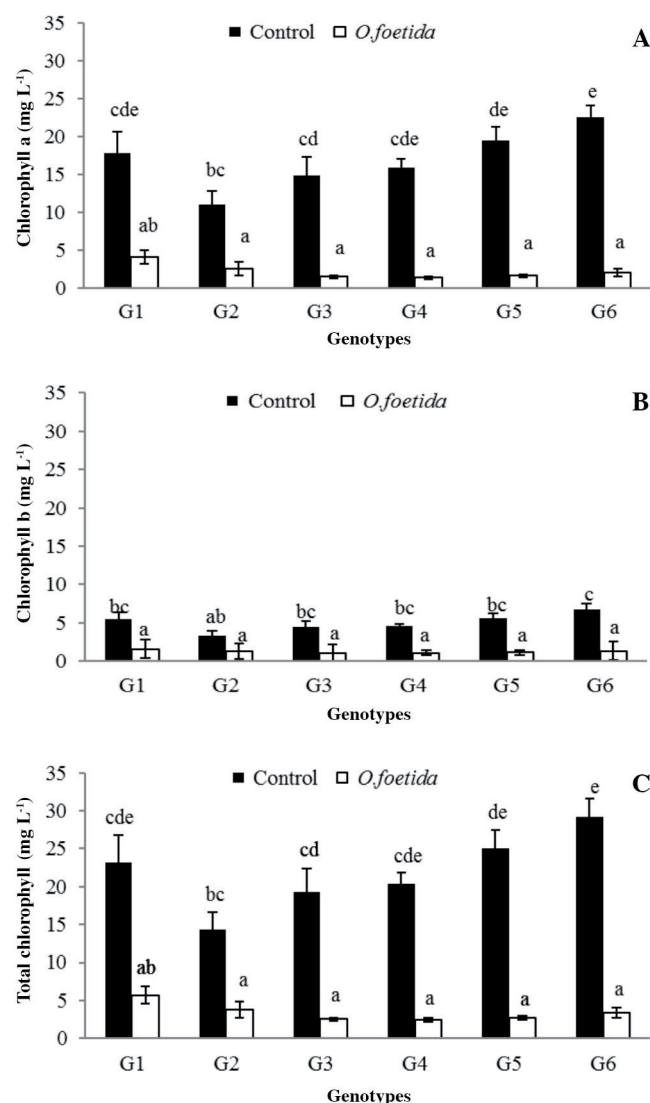 35
Control O.foetida
A
30
25
20
15
10
5
0
Chlorophyll a (mg L-1)
cde bc cd cde de e
ab a a a a a
G1 G2 G3 G4 G5 G6
Genotypes
35
Control O.foetida
B
30
25
20
15
10
5
0
Chlorophyll b (mg L-1)
bc a ab a bc a bc a bc a c a
G1 G2 G3 G4 G5 G6
Genotypes
35
Control O.foetida
C
30
25
20
15
10
5
0
Total chlorophyll (mg L-1)
cde bc cd cde de e
ab a a a a a
G1 G2 G3 G4 G5 G6
Genotypes